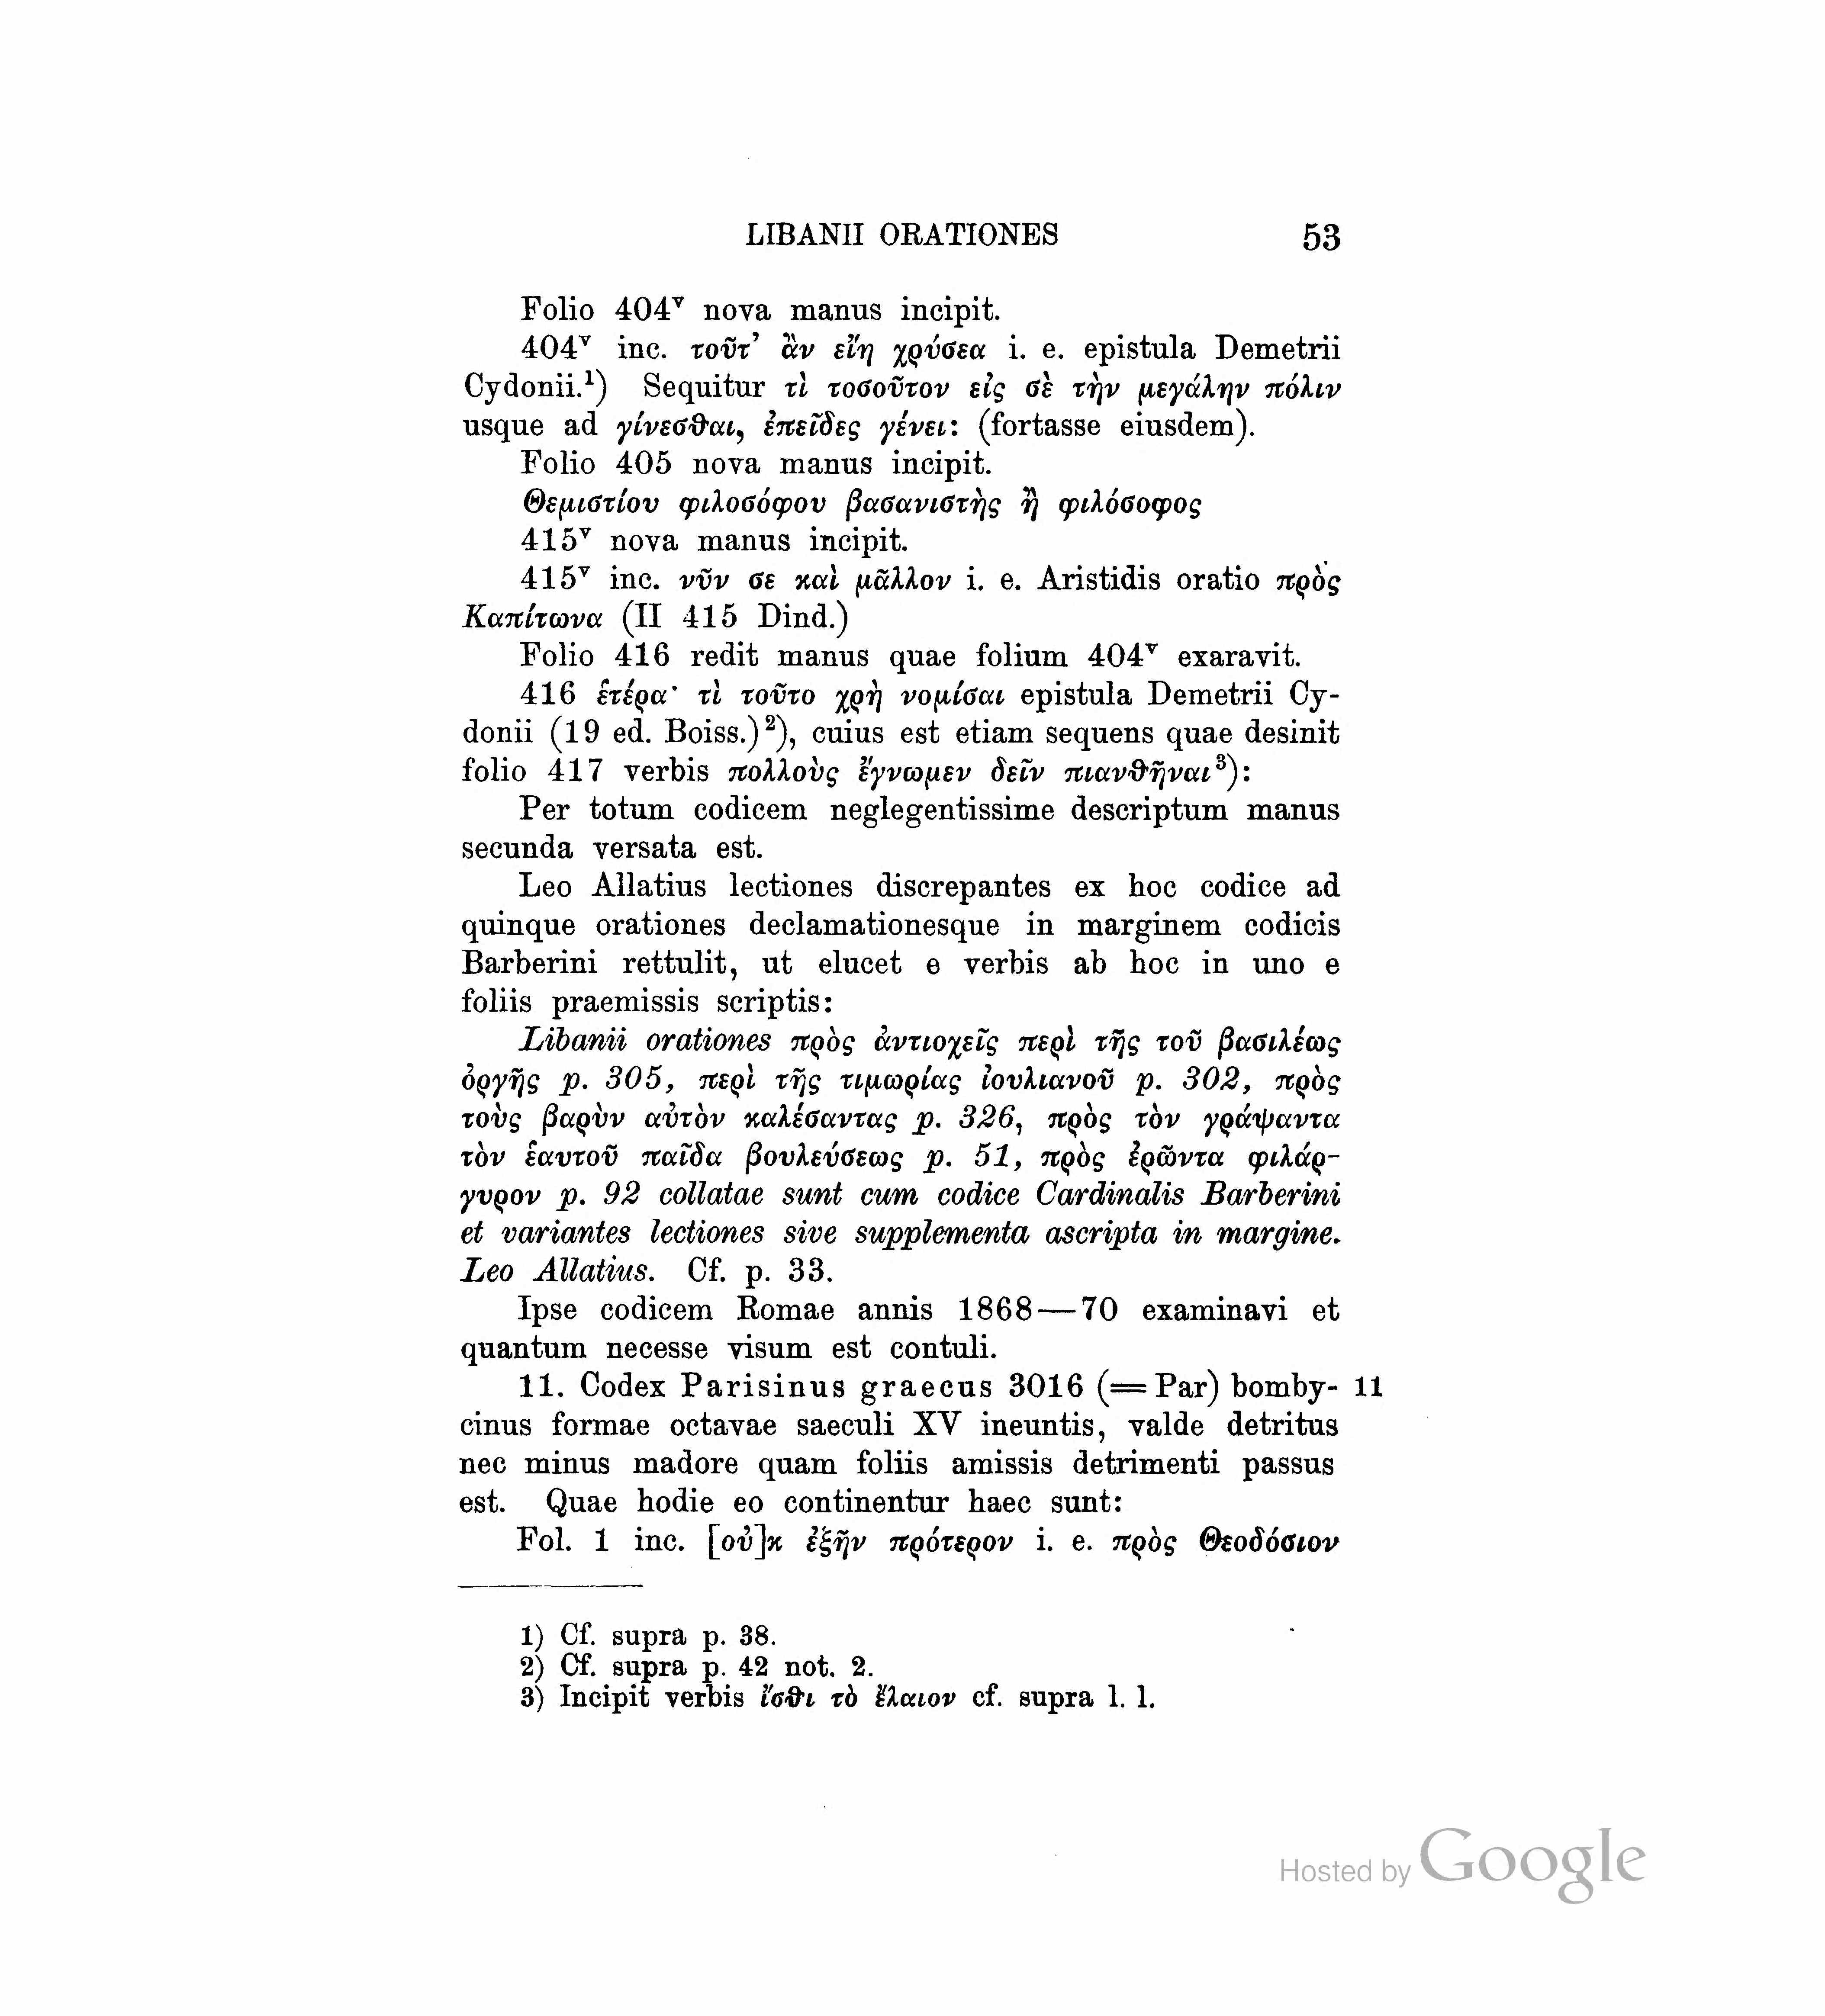 LIBANII ORATIONES 53
Folio 404ᵛ nova manus incipit.
404ᵛ inc. τοῦτ’ ἂν εἴη χρύσεα i. e. epistula Demetrii
Cydonii.¹) Sequitur τὶ τοσοῦτον εἰς σὲ τὴν μεγάλην πόλιν
usque ad γίνεσθαι, ἐπεῖδες γένει: (fortasse eiusdem).
Folio 405 nova manus incipit.
Θεμιστίου φιλοσόφου βασανιστὴς ἢ φιλόσοφος
415ᵛ nova manus incipit.
415ᵛ inc. νῦν σε καὶ μᾶλλον i. e. Aristidis oratio πρὸς
Καπίτωνα (II 415 Dind.)
Folio 416 redit manus quae folium 404ᵛ exaravit.
416 ἑτέρα· τὶ τοῦτο χρὴ νομίσαι epistula Demetrii Cy-
donii (19 ed. Boiss.)²), cuius est etiam sequens quae desinit
folio 417 verbis πολλοὺς ἔγνωμεν δεῖν πιανθῆναι³):
Per totum codicem neglegentissime descriptum manus
secunda versata est.
Leo Allatius lectiones discrepantes ex hoc codice ad
quinque orationes declamationesque in marginem codicis
Barberini rettulit, ut elucet e verbis ab hoc in uno e
foliis praemissis scriptis:
Libanii orationes πρὸς ἀντιοχεῖς περὶ τῆς τοῦ βασιλέως
ὀργῆς p. 305, περὶ τῆς τιμωρίας ἰουλιανοῦ p. 302, πρὸς
τοὺς βαρὺν αὐτὸν καλέσαντας p. 326, πρὸς τὸν γράψαντα
τὸν ἑαυτοῦ παῖδα βουλεύσεως p. 51, πρὸς ἐρῶντα φιλάρ-
γυρον p. 92 collatae sunt cum codice Cardinalis Barberini
et variantes lectiones sive supplementa ascripta in margine.
Leo Allatius. Cf. p. 33.
Ipse codicem Romae annis 1868—70 examinavi et
quantum necesse visum est contuli.
11. Codex Parisinus graecus 3016 (= Par) bomby- 11
cinus formae octavae saeculi XV ineuntis, valde detritus
nec minus madore quam foliis amissis detrimenti passus
est. Quae hodie eo continentur haec sunt:
Fol. 1 inc. [οὐ]κ ἐξῆν πρότερον i. e. πρὸς Θεοδόσιον
1) Cf. supra p. 38.
2) Cf. supra p. 42 not. 2.
3) Incipit verbis ἴσθι τὸ ἔλαιον cf. supra l. l.
Hosted by Google